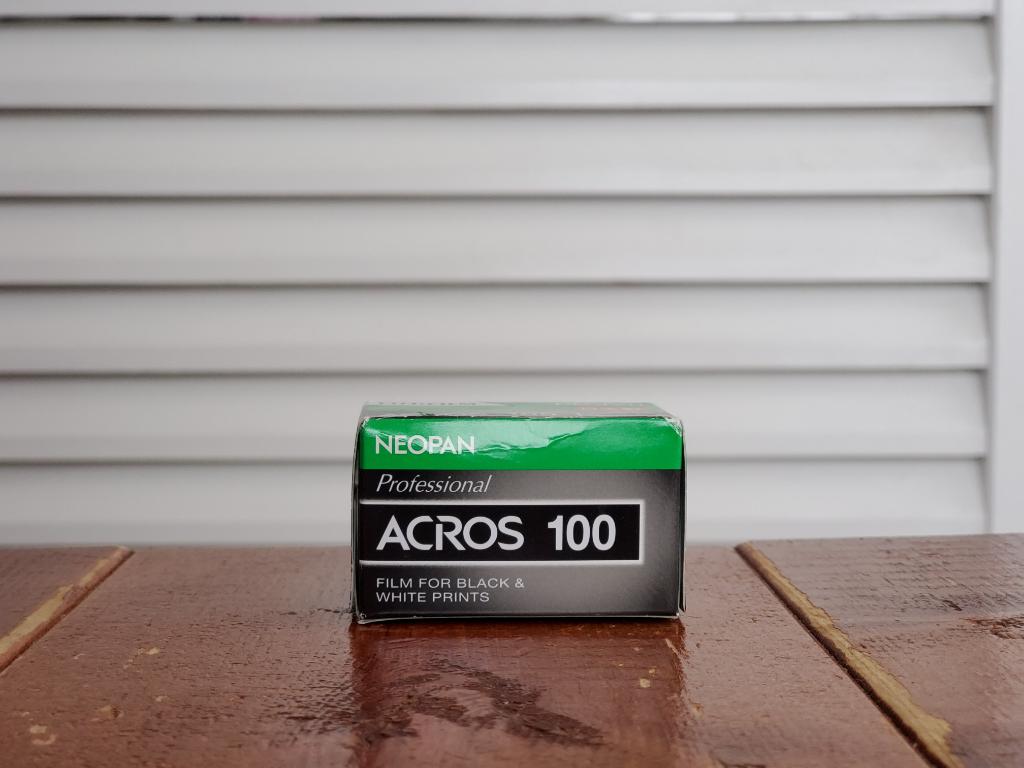 NEOPAN
Professional
ACROS 100
FILM FOR BLACK &
WHITE PRINTS